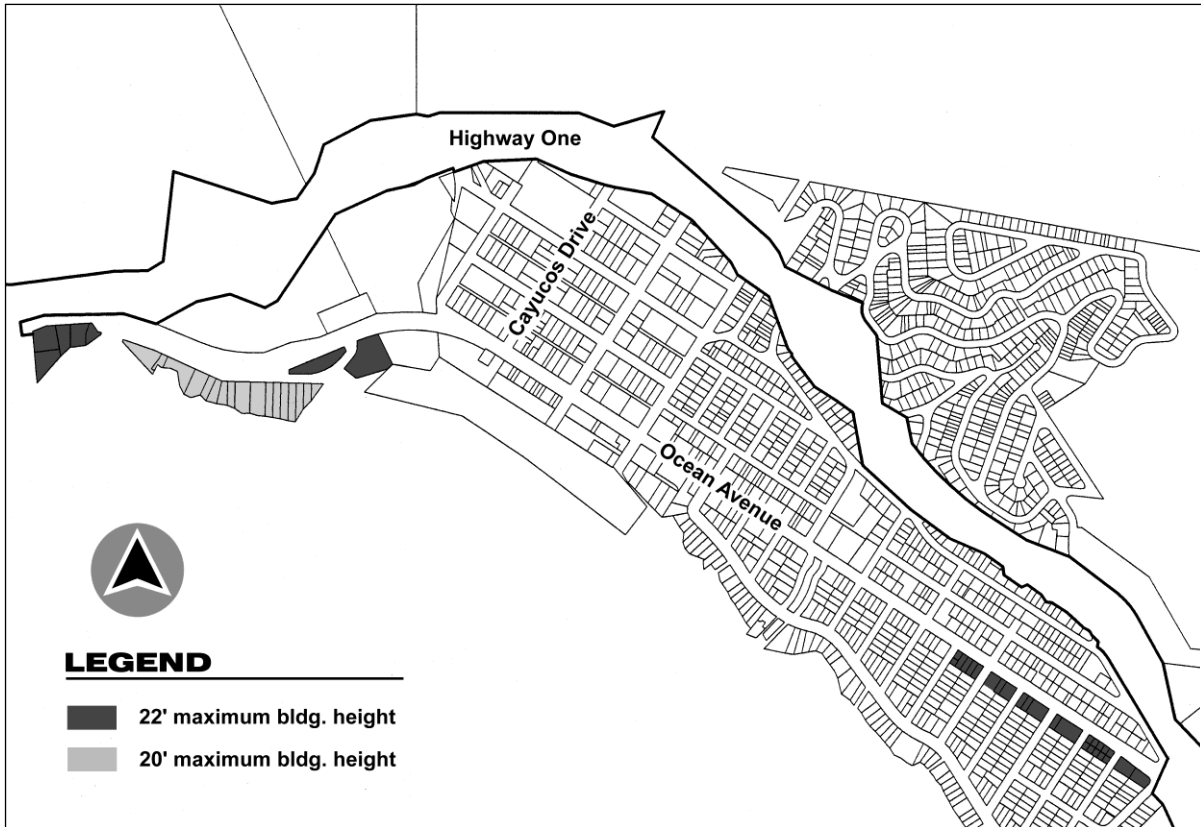 Highway One
Cayucos Drive
Ocean Avenue
LEGEND
22' maximum bldg. height
20' maximum bldg. height